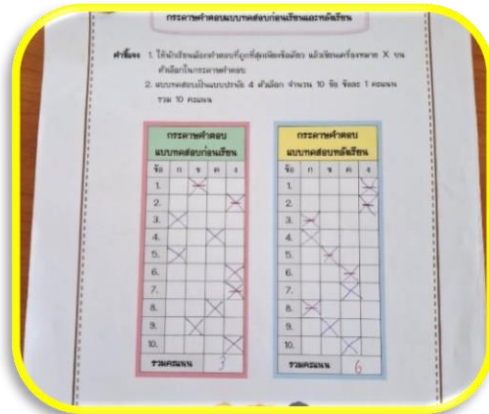 กระดาษคำตอบแบบทดสอบก่อนเรียนและหลังเรียน
คำชี้แจง 1. ให้นักเรียนเลือกคำตอบที่ถูกที่สุดเพียงข้อเดียว แล้วเขียนเครื่องหมาย X บน
ตัวเลือกในกระดาษคำตอบ
2. แบบทดสอบเป็นแบบปรนัย 4 ตัวเลือก จำนวน 10 ข้อ ข้อละ 1 คะแนน
รวม 10 คะแนน
กระดาษคำตอบ
แบบทดสอบก่อนเรียน
ข้อ ก ข ค ง
1.
2.
3.
4.
5.
6.
7.
8.
9.
10.
รวมคะแนน 3
กระดาษคำตอบ
แบบทดสอบหลังเรียน
ข้อ ก ข ค ง
1.
2.
3.
4.
5.
6.
7.
8.
9.
10.
รวมคะแนน 6